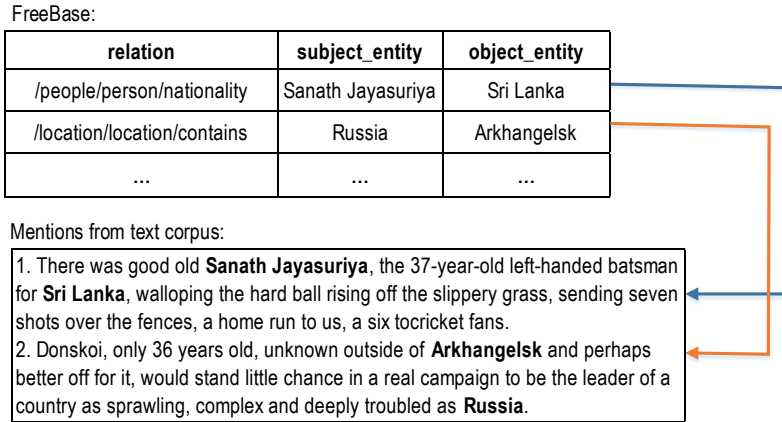 FreeBase:
relation subject_entity object_entity
/people/person/nationality Sanath Jayasuriya Sri Lanka
/location/location/contains Russia Arkhangelsk
... ... ...
Mentions from text corpus:
1. There was good old Sanath Jayasuriya, the 37-year-old left-handed batsman
for Sri Lanka, walloping the hard ball rising off the slippery grass, sending seven
shots over the fences, a home run to us, a six tocricket fans.
2. Donskoi, only 36 years old, unknown outside of Arkhangelsk and perhaps
better off for it, would stand little chance in a real campaign to be the leader of a
country as sprawling, complex and deeply troubled as Russia.